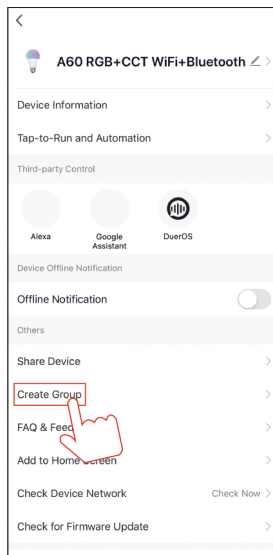 A60 RGB+CCT WiFi+Bluetooth
Device Information
Tap-to-Run and Automation
Third-party Control
Alexa
Google
Assistant
DuerOS
Device Offline Notification
Offline Notification
Others
Share Device
Create Group
FAQ & Feed
Add to Home Screen
Check Device Network
Check Now
Check for Firmware Update